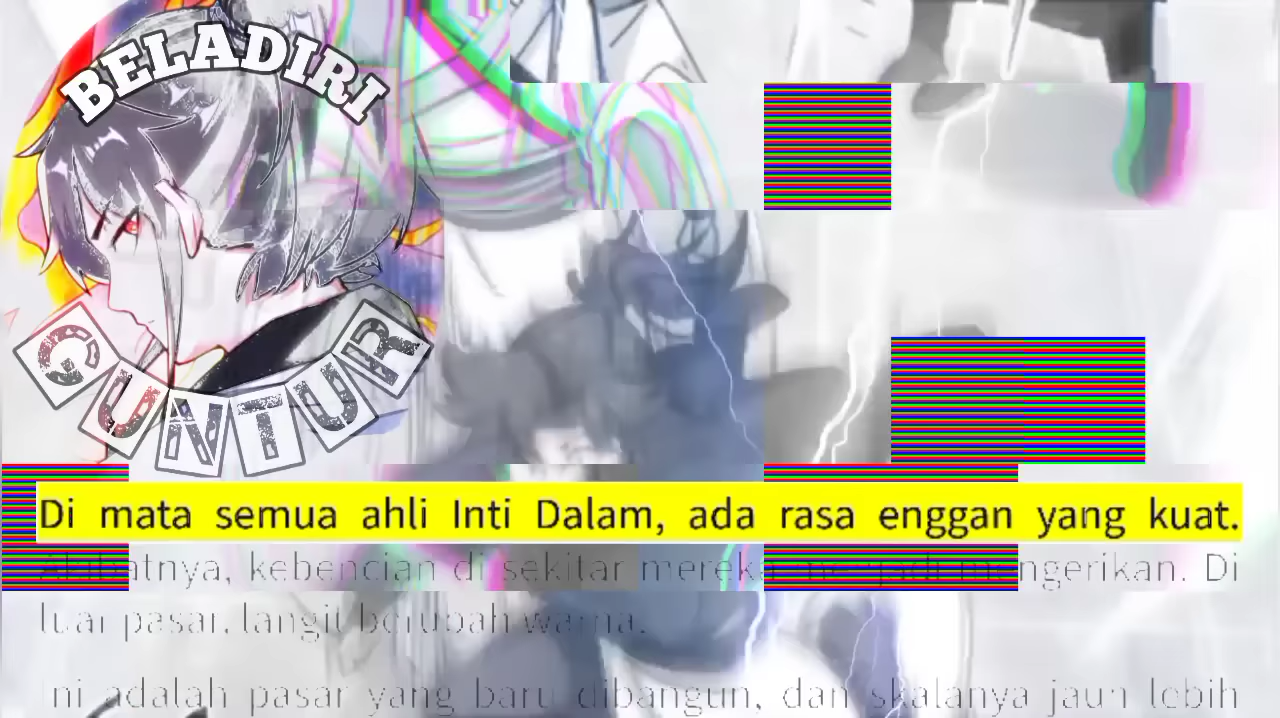 BELADIRI
GUNTUR
Di mata semua ahli Inti Dalam, ada rasa enggan yang kuat.
Akibatnya, kebencian di sekitar mereka menjadi mengerikan. Di
luar pasar, langit berubah warna.
Ini adalah pasar yang baru dibangun, dan skalanya jauh lebih